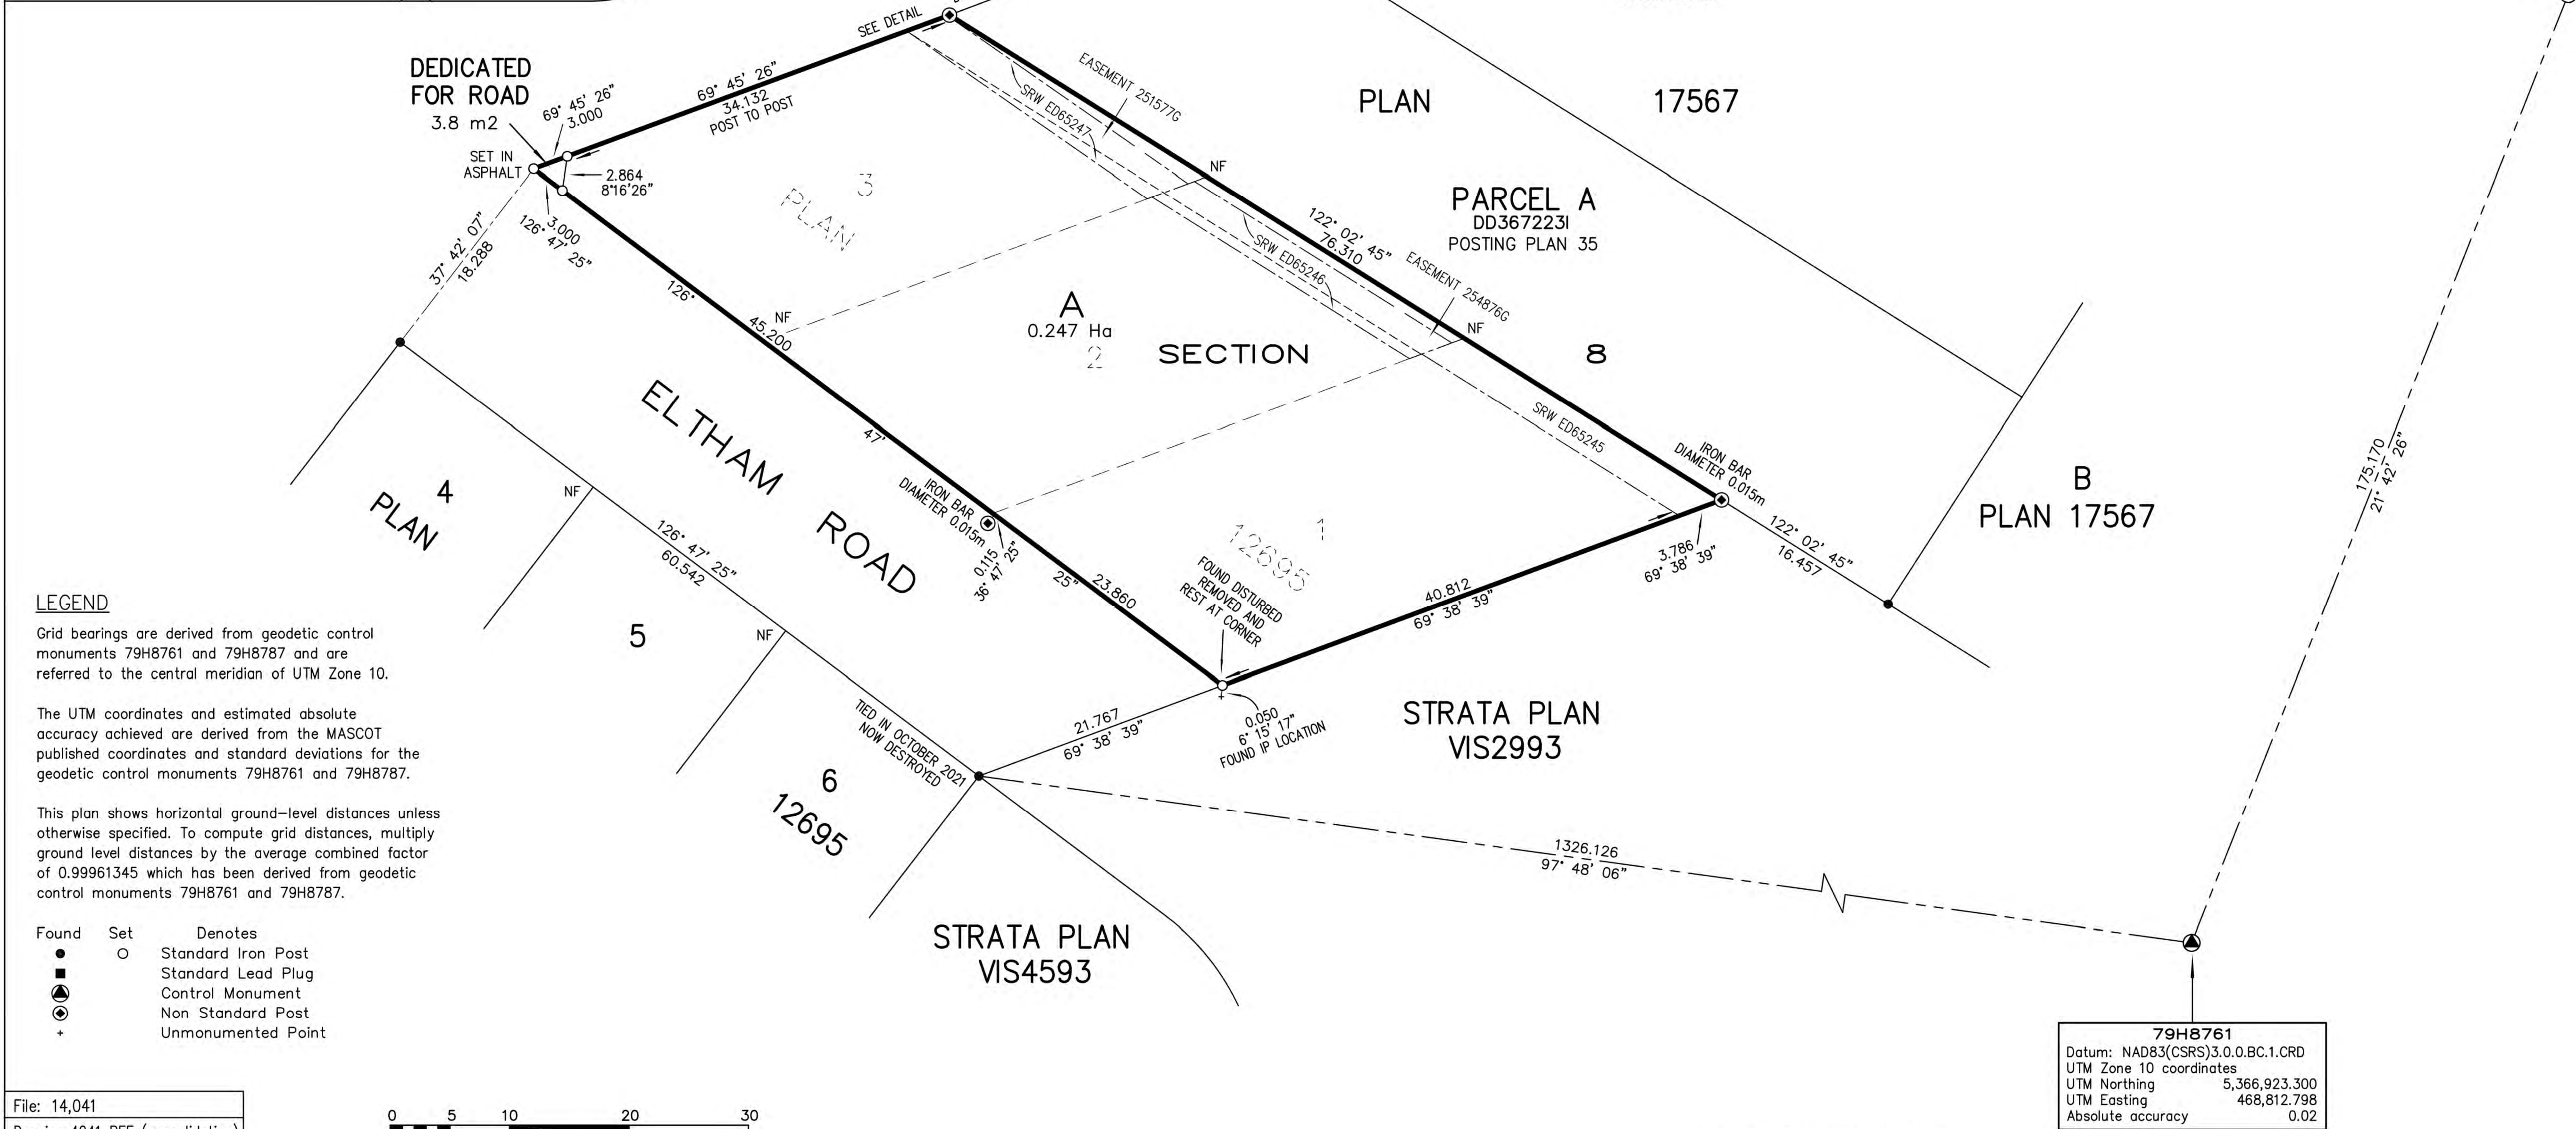 SEE DETAIL
DEDICATED
FOR ROAD
3.8 m2
69° 45' 26"
3.000
69° 45' 26"
34.132
POST TO POST
SET IN
ASPHALT
2.864
8°16'26"
3.000
126° 47' 25"
37° 42' 07"
18.288
3
PLAN
SRW ED65247
EASEMENT 251577G
NF
PLAN 17567
PARCEL A
DD367223I
POSTING PLAN 35
122° 02' 45"
76.310
SRW ED65246
EASEMENT 254876G
NF
126°
NF
45.200
A
0.247 Ha
2
SECTION 8
47'
ELTHAM ROAD
IRON BAR
DIAMETER 0.015m
0.115
36° 47' 25"
25"
23.860
1
12695
FOUND DISTURBED
REMOVED AND
REST AT CORNER
SRW ED65245
IRON BAR
DIAMETER 0.015m
3.786
69° 38' 39"
40.812
69° 38' 39"
122° 02' 45"
16.457
B
PLAN 17567
175.170
21° 42' 26"
4
PLAN
NF
126° 47' 25"
60.542
5
NF
TIED IN OCTOBER 2021
NOW DESTROYED
21.767
69° 38' 39"
0.050
6° 15' 17"
FOUND IP LOCATION
STRATA PLAN
VIS2993
6
12695
1326.126
97° 48' 06"
STRATA PLAN
VIS4593
LEGEND
Grid bearings are derived from geodetic control
monuments 79H8761 and 79H8787 and are
referred to the central meridian of UTM Zone 10.
The UTM coordinates and estimated absolute
accuracy achieved are derived from the MASCOT
published coordinates and standard deviations for the
geodetic control monuments 79H8761 and 79H8787.
This plan shows horizontal ground-level distances unless
otherwise specified. To compute grid distances, multiply
ground level distances by the average combined factor
of 0.99961345 which has been derived from geodetic
control monuments 79H8761 and 79H8787.
Found Set Denotes
Standard Iron Post
Standard Lead Plug
Control Monument
Non Standard Post
+ Unmonumented Point
79H8761
Datum: NAD83(CSRS)3.0.0.BC.1.CRD
UTM Zone 10 coordinates
UTM Northing 5,366,923.300
UTM Easting 468,812.798
Absolute accuracy 0.02
File: 14,041
0 5 10 20 30